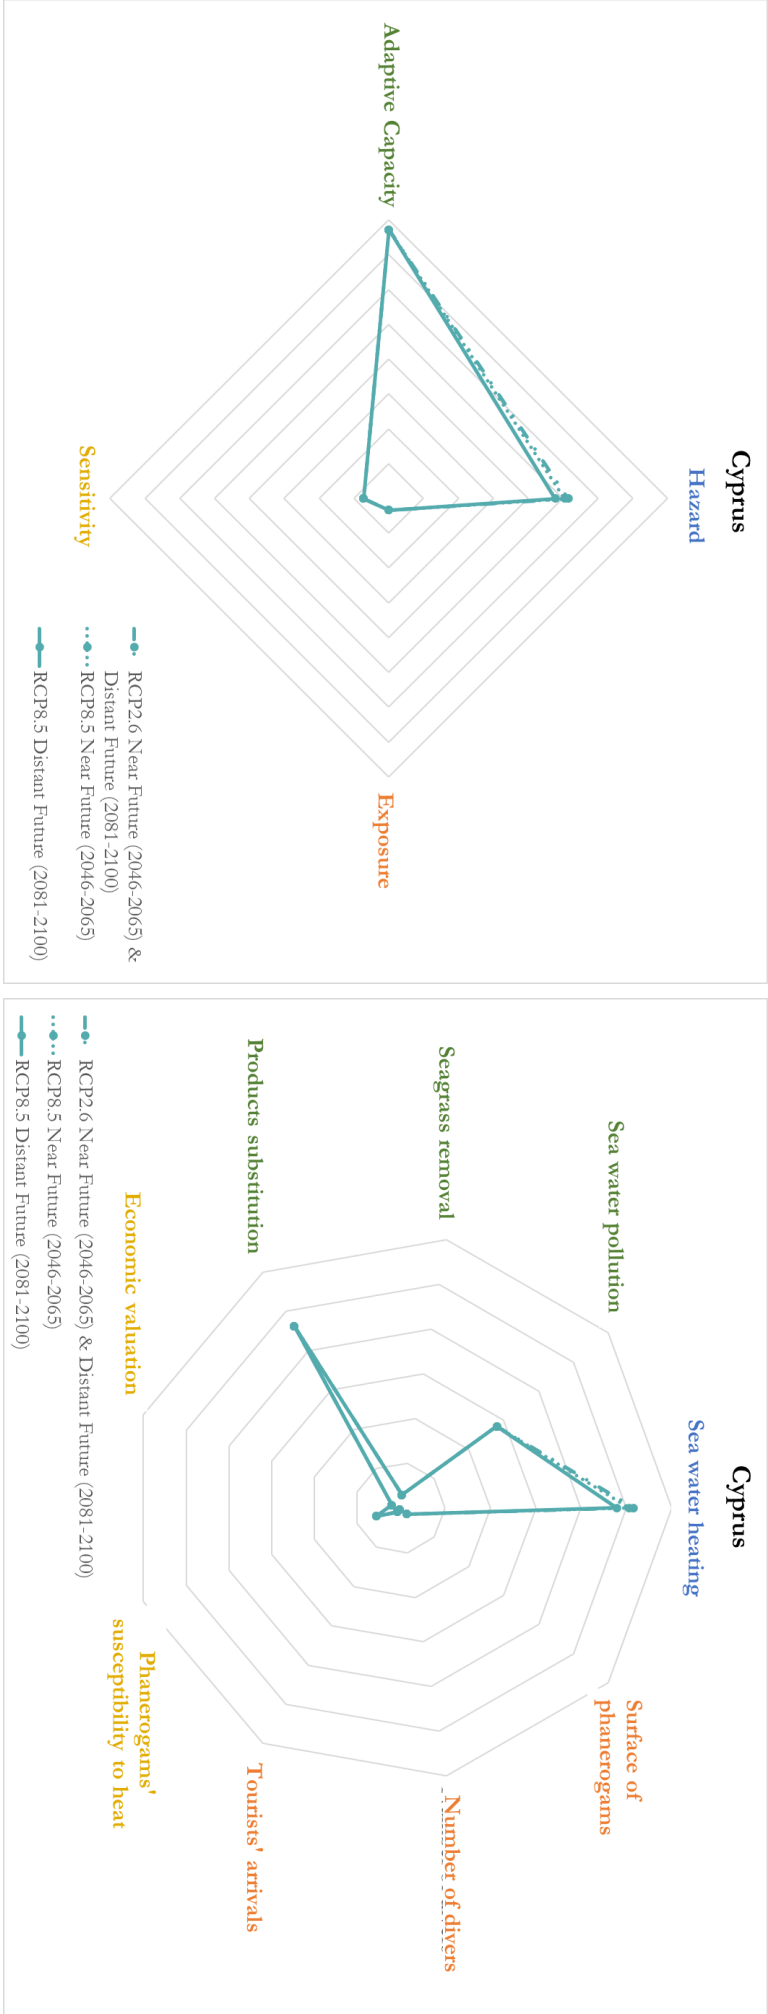 Cyprus
Hazard
Adaptive Capacity
Exposure
Sensitivity
RCP2.6 Near Future (2046-2065) &
Distant Future (2081-2100)
RCP8.5 Near Future (2046-2065)
RCP8.5 Distant Future (2081-2100)
Cyprus
Sea water heating
Sea water pollution
Surface of
phanerogams
Seagrass removal
Number of divers
Products substitution
Tourists' arrivals
Economic valuation
Phanerogams'
susceptibility to heat
RCP2.6 Near Future (2046-2065) & Distant Future (2081-2100)
RCP8.5 Near Future (2046-2065)
RCP8.5 Distant Future (2081-2100)